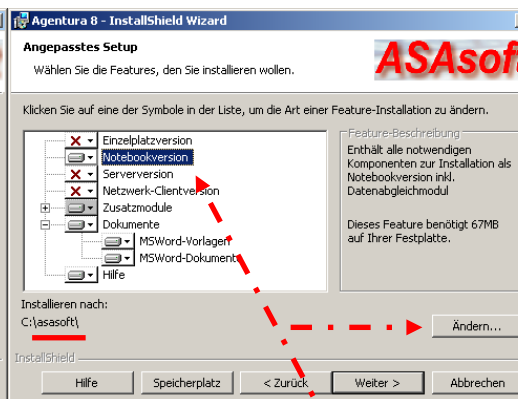 Agentura 8 - InstallShield Wizard
Angepasstes Setup
Wählen Sie die Features, den Sie installieren wollen.
ASAsoft
Klicken Sie auf eine der Symbole in der Liste, um die Art einer Feature-Installation zu ändern.
Einzelplatzversion
Notebookversion
Serverversion
Netzwerk-Clientversion
Zusatzmodule
Dokumente
MSWord-Vorlagen
MSWord-Dokumente
Hilfe
Feature-Beschreibung
Enthält alle notwendigen
Komponenten zur Installation als
Notebookversion inkl.
Datenabgleichmodul
Dieses Feature benötigt 67MB
auf Ihrer Festplatte.
Installieren nach:
C:\asasoft\
Ändern...
InstallShield
Hilfe
Speicherplatz
< Zurück
Weiter >
Abbrechen